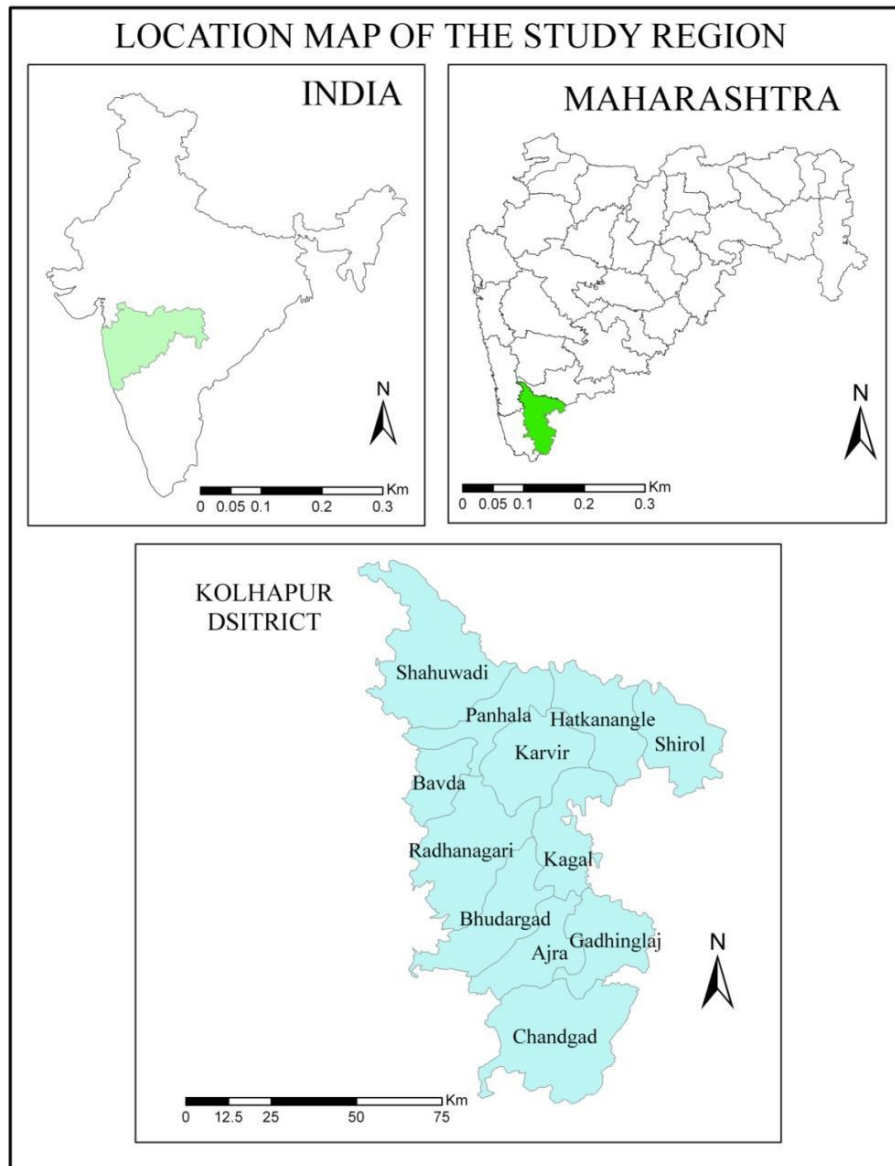 LOCATION MAP OF THE STUDY REGION
INDIA
N
Km
0 0.05 0.1 0.2 0.3
MAHARASHTRA
N
Km
0 0.05 0.1 0.2 0.3
KOLHAPUR
DSITRICT
Shahuwadi
Panhala
Hatkanangle
Shirol
Karvir
Bavda
Radhanagari
Kagal
Bhudargad
Gadhinglaj
Ajra
Chandgad
N
Km
0 12.5 25 50 75